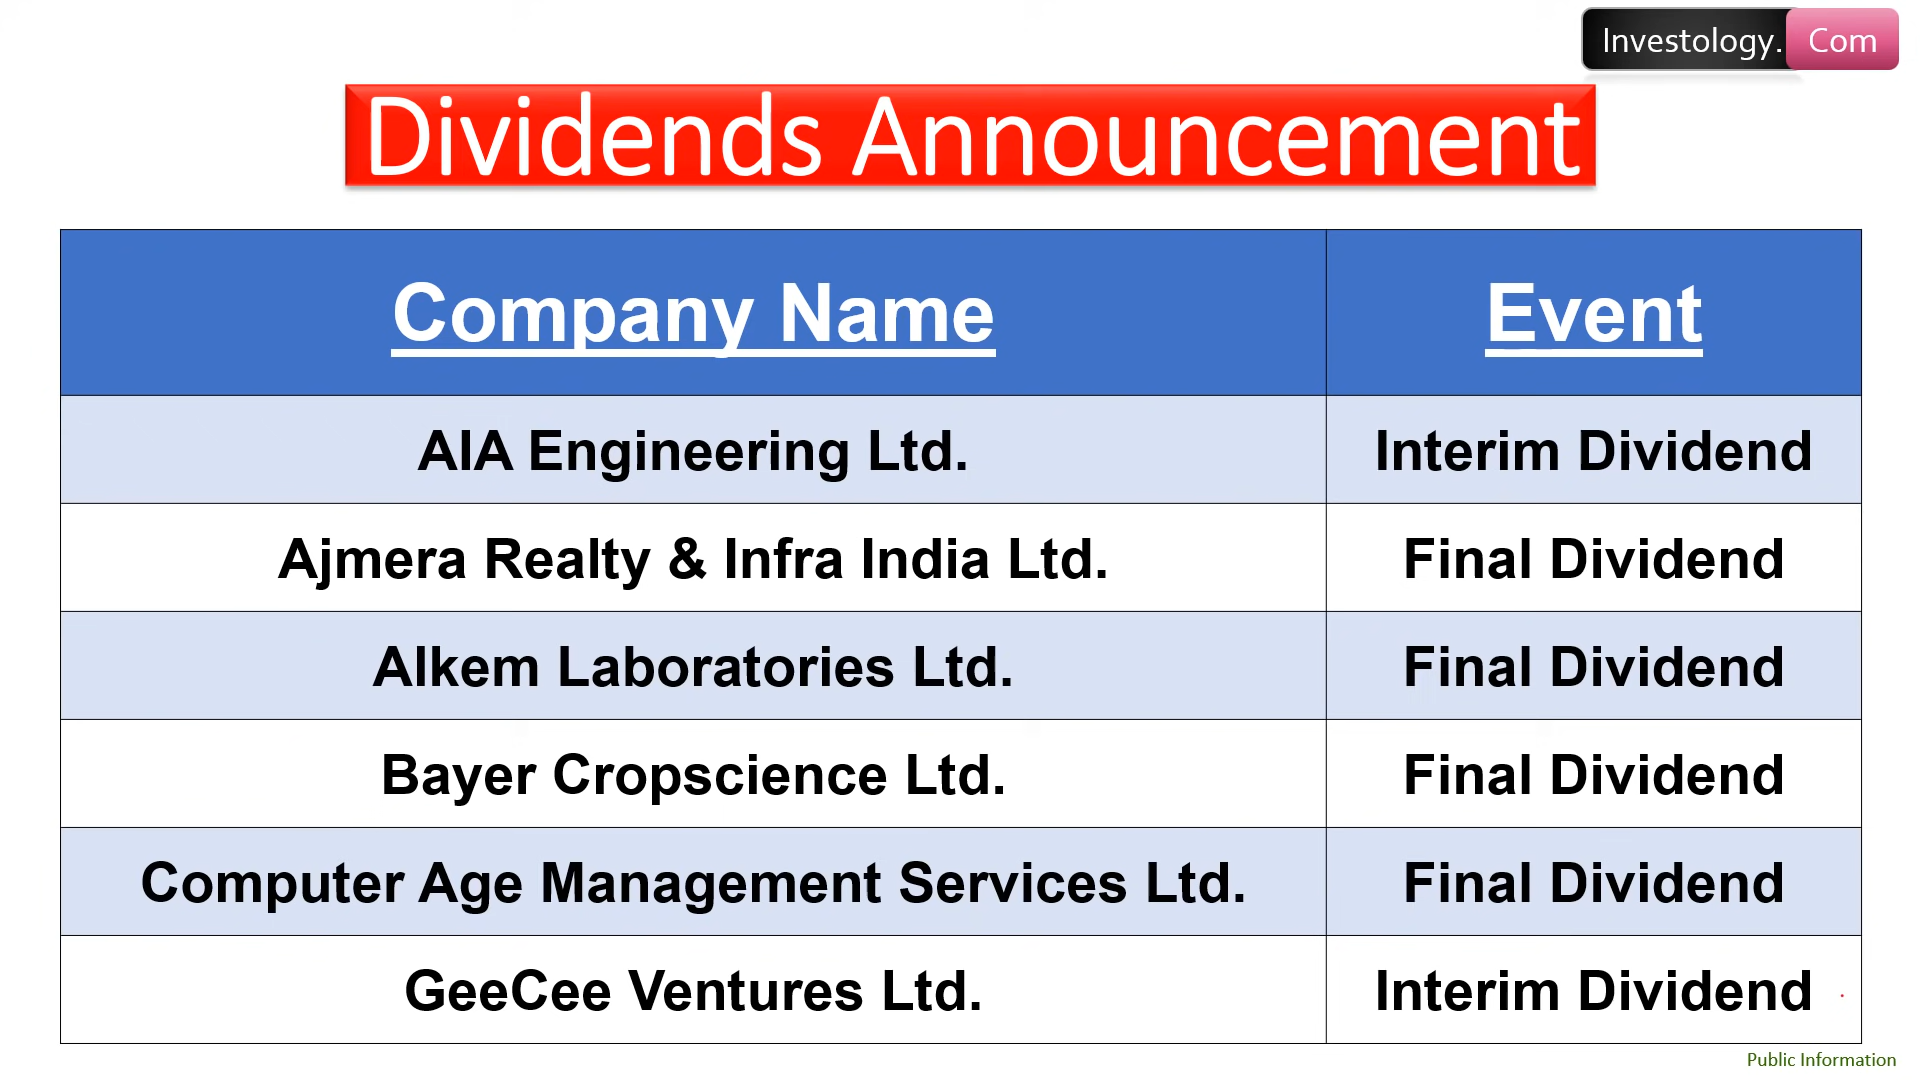 Investology. Com
Dividends Announcement
Company Name Event
AIA Engineering Ltd. Interim Dividend
Ajmera Realty & Infra India Ltd. Final Dividend
Alkem Laboratories Ltd. Final Dividend
Bayer Cropscience Ltd. Final Dividend
Computer Age Management Services Ltd. Final Dividend
GeeCee Ventures Ltd. Interim Dividend
Public Information